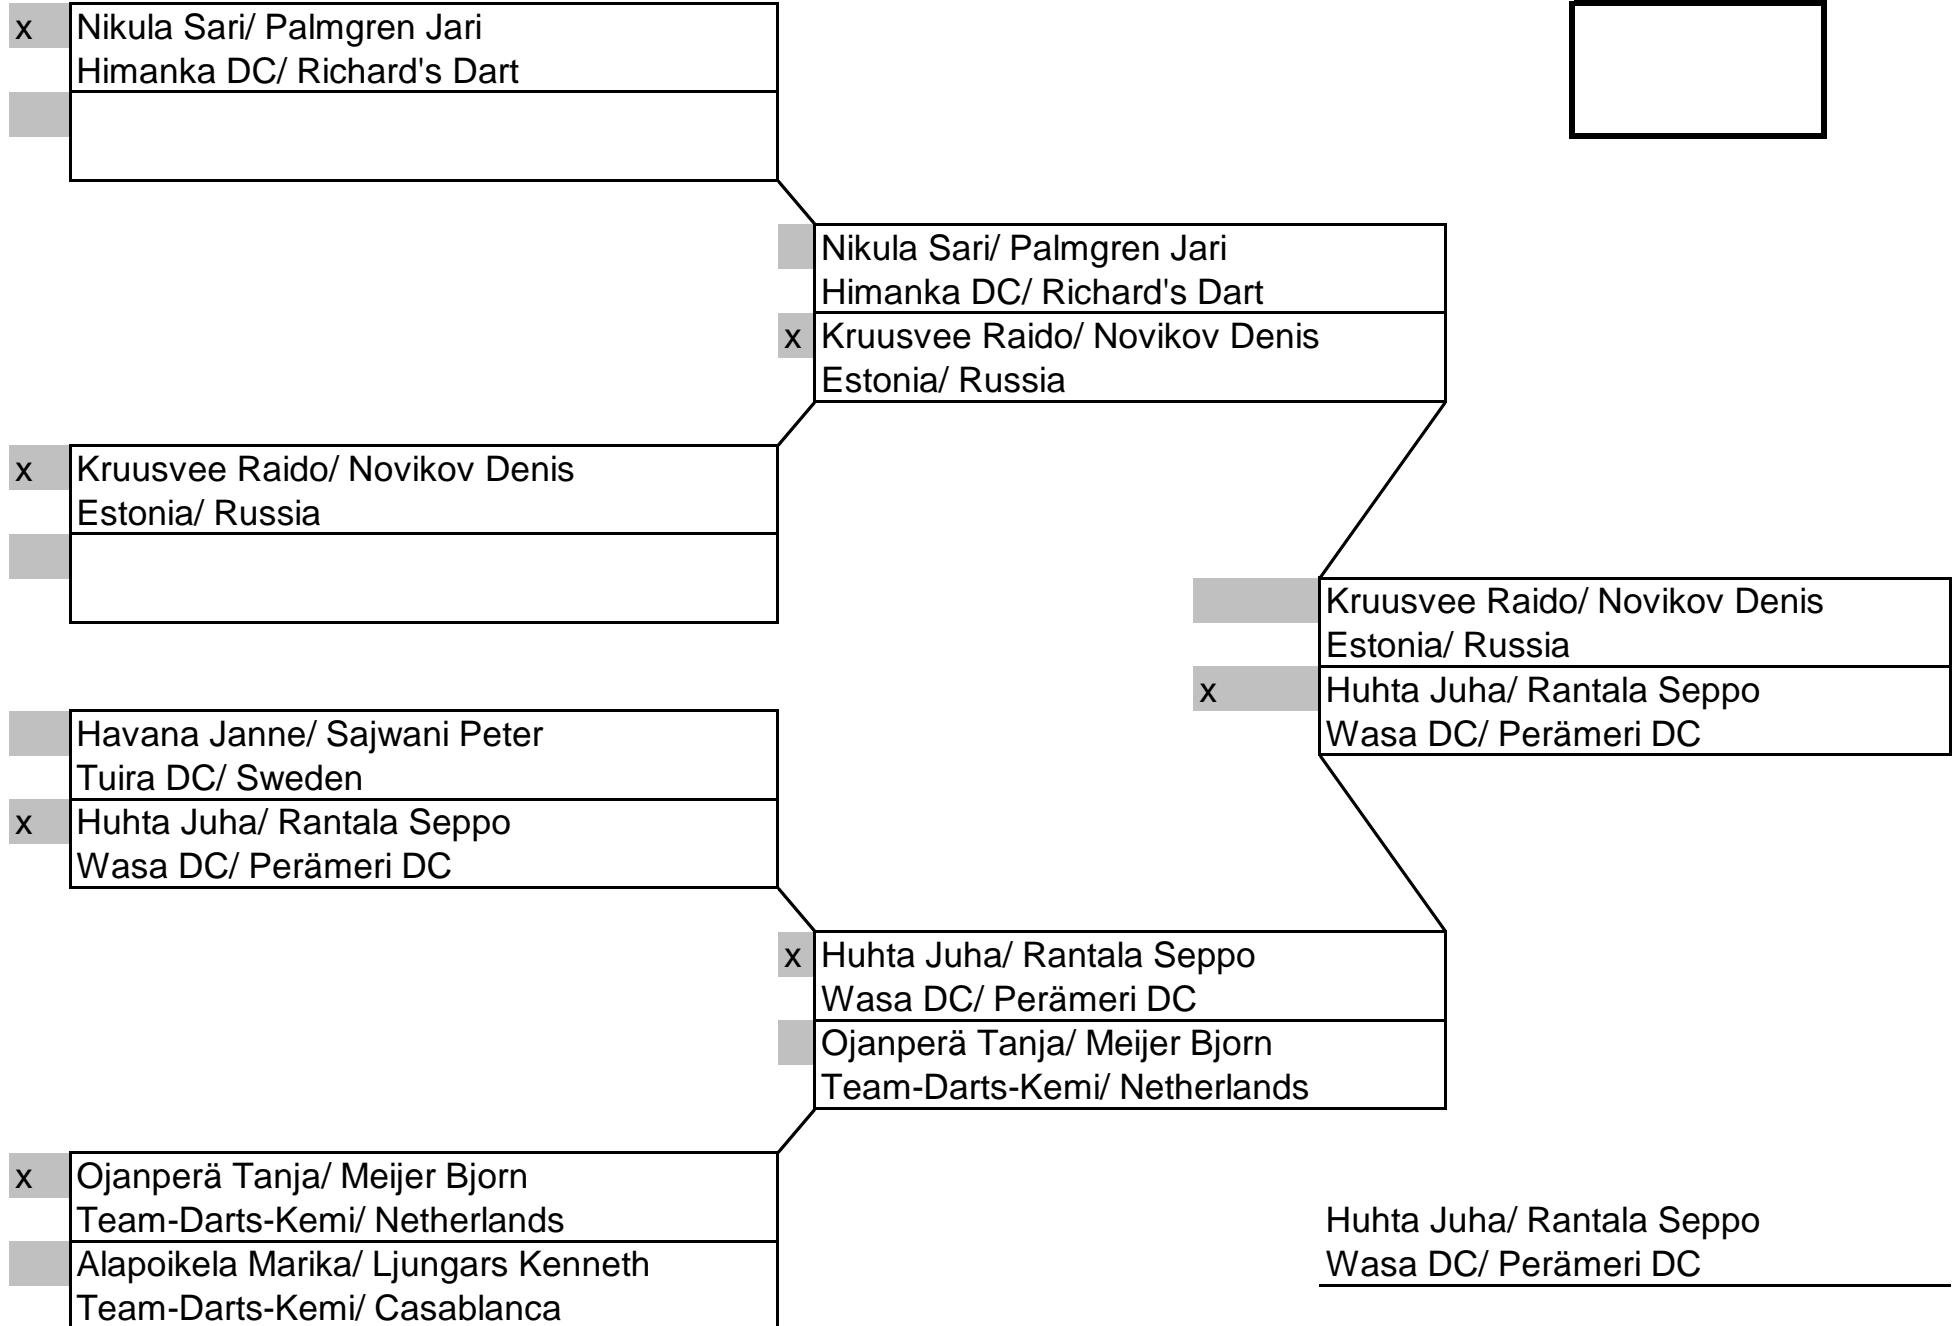 x Nikula Sari/ Palmgren Jari
Himanka DC/ Richard's Dart
Nikula Sari/ Palmgren Jari
Himanka DC/ Richard's Dart
x Kruusvee Raido/ Novikov Denis
Estonia/ Russia
x Kruusvee Raido/ Novikov Denis
Estonia/ Russia
Kruusvee Raido/ Novikov Denis
Estonia/ Russia
x Huhta Juha/ Rantala Seppo
Wasa DC/ Perämeri DC
Havana Janne/ Sajwani Peter
Tuira DC/ Sweden
x Huhta Juha/ Rantala Seppo
Wasa DC/ Perämeri DC
x Huhta Juha/ Rantala Seppo
Wasa DC/ Perämeri DC
Ojanperä Tanja/ Meijer Bjorn
Team-Darts-Kemi/ Netherlands
x Ojanperä Tanja/ Meijer Bjorn
Team-Darts-Kemi/ Netherlands
Alapoikela Marika/ Ljungars Kenneth
Team-Darts-Kemi/ Casablanca
Huhta Juha/ Rantala Seppo
Wasa DC/ Perämeri DC